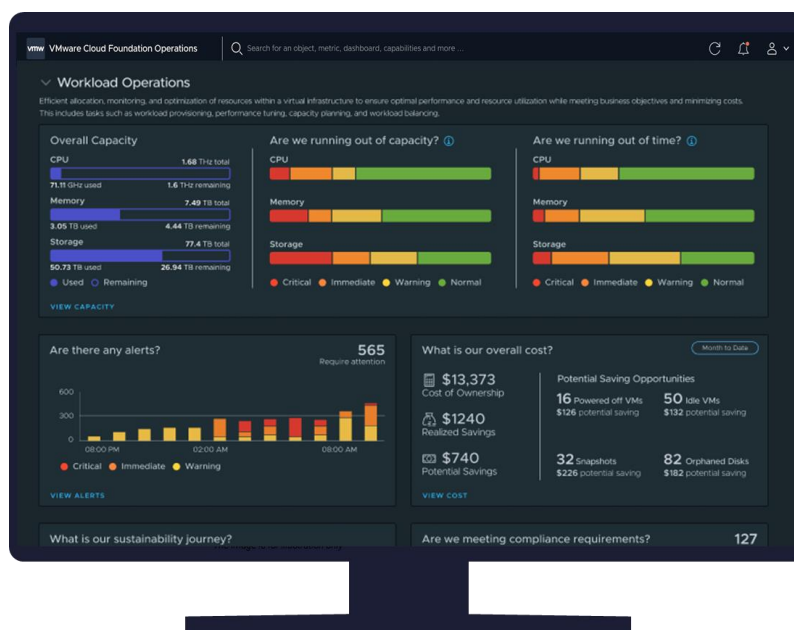 vmw VMware Cloud Foundation Operations
Search for an object, metric, dashboard, capabilities and more ...
Workload Operations
Efficient allocation, monitoring, and optimization of resources within a virtual infrastructure to ensure optimal performance and resource utilization while meeting business objectives and minimizing costs.
This includes tasks such as workload provisioning, performance tuning, capacity planning, and workload balancing.
Overall Capacity
CPU
1.68 THz total
71.11 GHz used
1.6 THz remaining
Memory
7.49 TB total
3.05 TB used
4.44 TB remaining
Storage
77.4 TB total
50.73 TB used
26.94 TB remaining
Used Remaining
VIEW CAPACITY
Are we running out of capacity?
CPU
Memory
Storage
Critical Immediate Warning Normal
Are we running out of time?
CPU
Memory
Storage
Critical Immediate Warning Normal
Are there any alerts?
565
Require attention
600
300
0
08:00 PM 02:00 AM 08:00 AM
Critical Immediate Warning
VIEW ALERTS
What is our overall cost?
Month to Date
$13,373
Cost of Ownership
$1240
Realized Savings
$740
Potential Savings
Potential Saving Opportunities
16 Powered off VMs
$126 potential saving
50 Idle VMs
$132 potential saving
32 Snapshots
$226 potential saving
82 Orphaned Disks
$182 potential saving
VIEW COST
What is our sustainability journey?
Are we meeting compliance requirements?
127